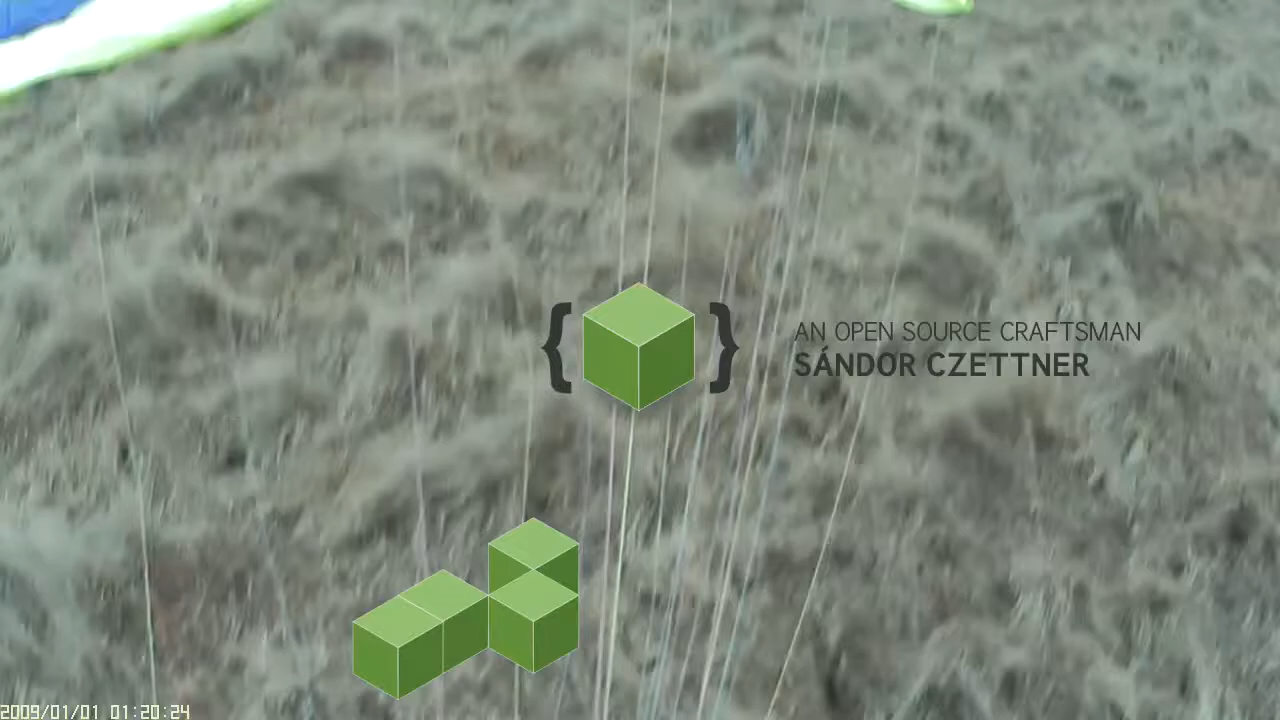 { }
AN OPEN SOURCE CRAFTSMAN
SÁNDOR CZETTNER
2009/01/01 01:20:24